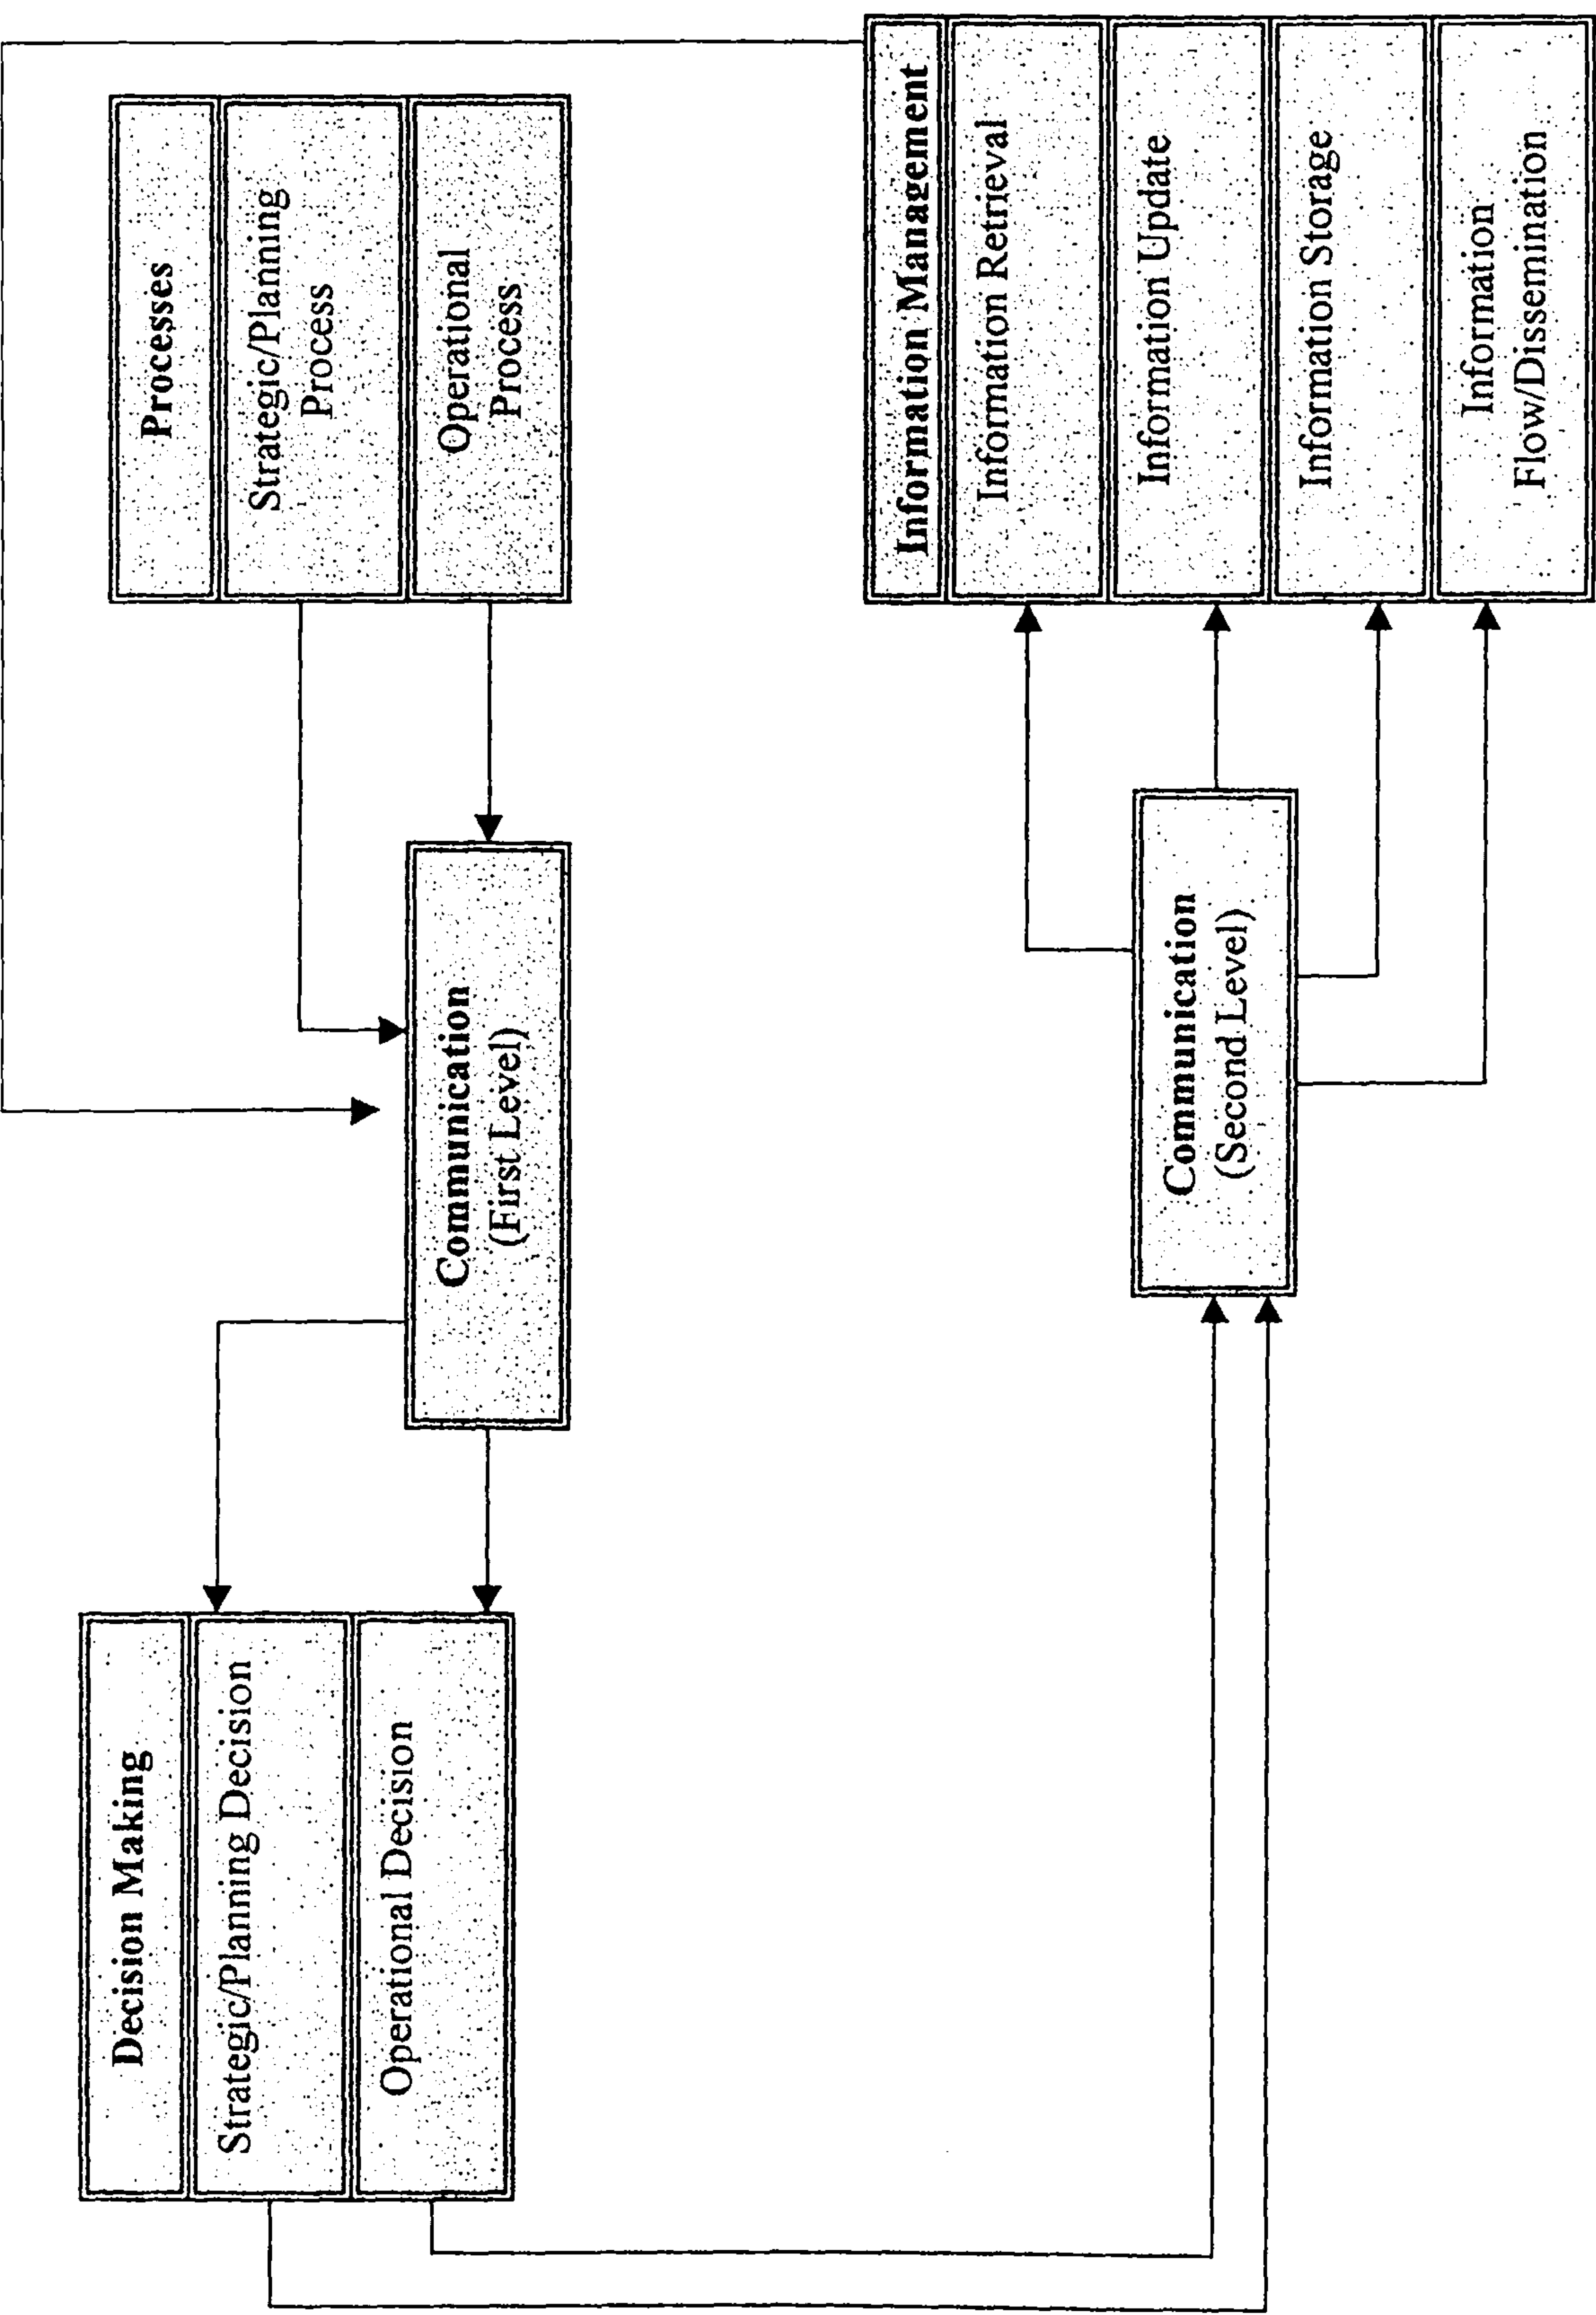 Decision Making
Strategic/Planning Decision
Operational Decision
Communication
(First Level)
Processes
Strategic/Planning
Process
Operational
Process
Communication
(Second Level)
Information Management
Information Retrieval
Information Update
Information Storage
Information
Flow/Dissemination